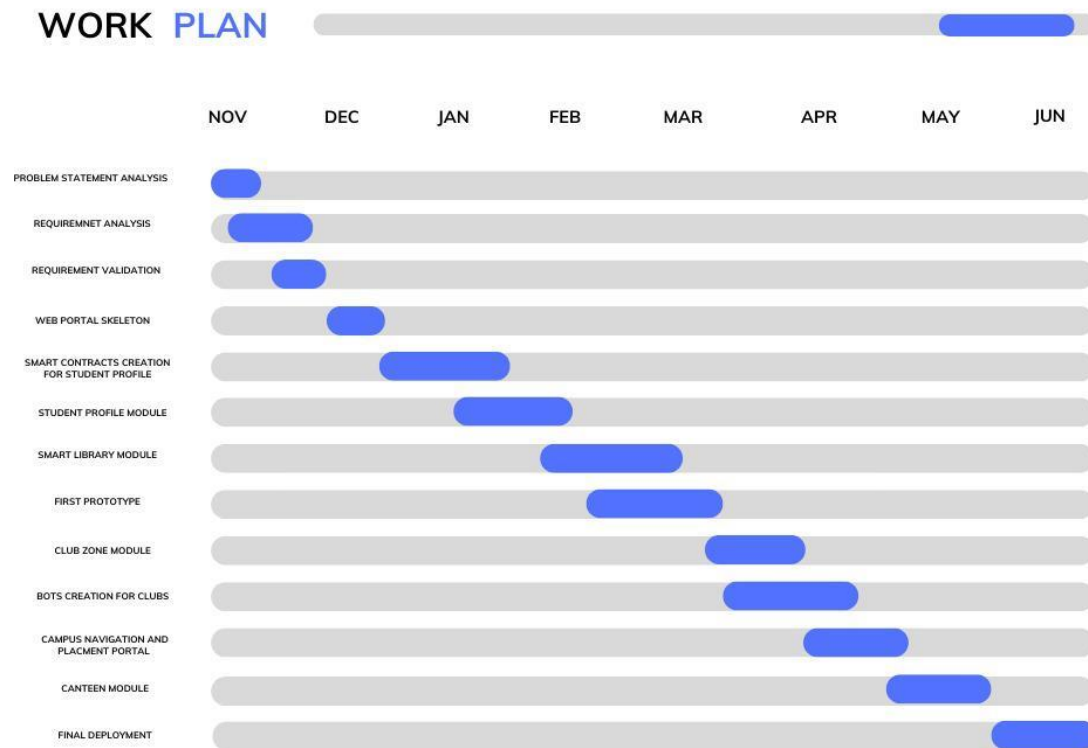 WORK PLAN
NOV DEC JAN FEB MAR APR MAY JUN
PROBLEM STATEMENT ANALYSIS
REQUIREMNET ANALYSIS
REQUIREMENT VALIDATION
WEB PORTAL SKELETON
SMART CONTRACTS CREATION
FOR STUDENT PROFILE
STUDENT PROFILE MODULE
SMART LIBRARY MODULE
FIRST PROTOTYPE
CLUB ZONE MODULE
BOTS CREATION FOR CLUBS
CAMPUS NAVIGATION AND
PLACMENT PORTAL
CANTEEN MODULE
FINAL DEPLOYMENT